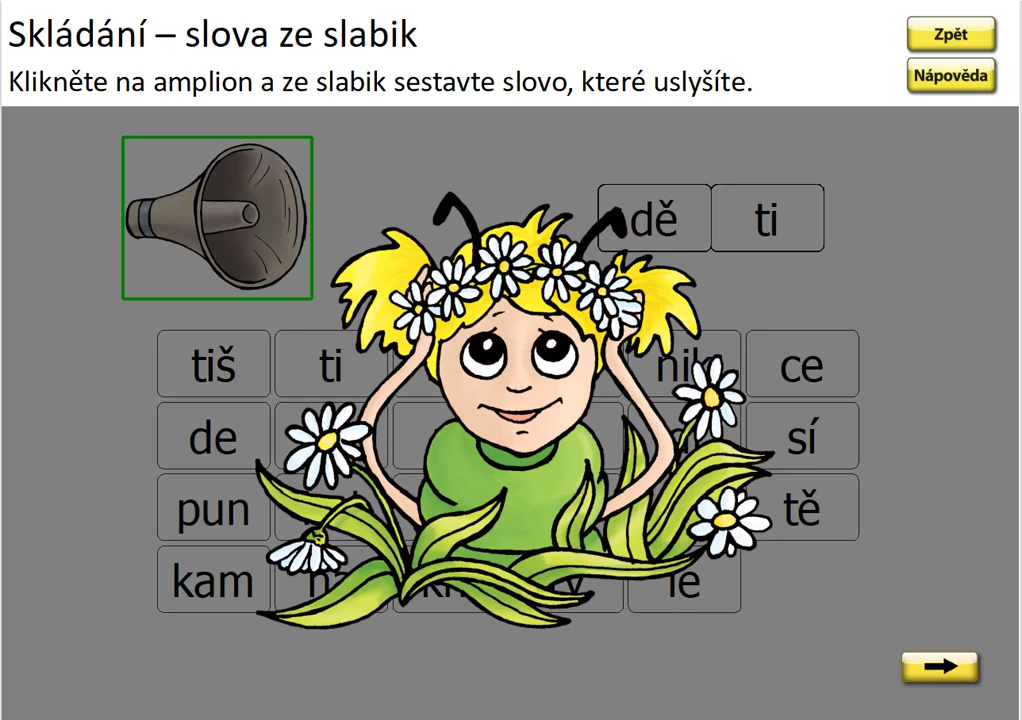 Skládání – slova ze slabik
Zpět
Klikněte na amplion a ze slabik sestavte slovo, které uslyšíte.
Nápověda
dě ti
tiš ti nik ce
de sí
pun tě
kam le